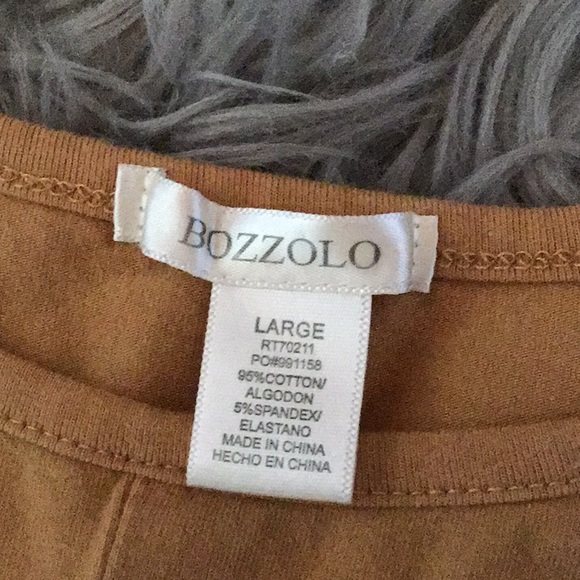 BOZZOLO
LARGE
RT70211
PO#991158
95%COTTON/
ALGODON
5%SPANDEX/
ELASTANO
MADE IN CHINA
HECHO EN CHINA